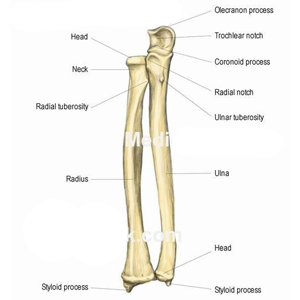 Olecranon process
Head
Trochlear notch
Neck
Coronoid process
Radial tuberosity
Radial notch
Ulnar tuberosity
Radius
Ulna
Head
Styloid process
Styloid process